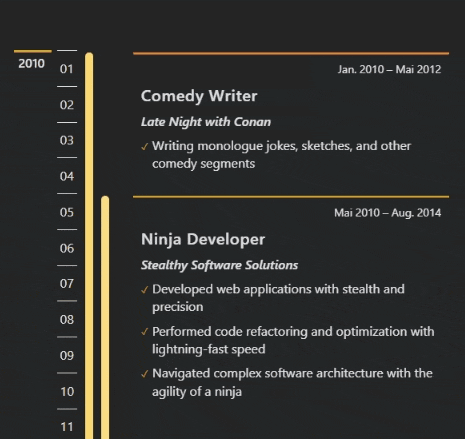 2010
01
02
03
04
05
06
07
08
09
10
11
Jan. 2010 – Mai 2012
Comedy Writer
Late Night with Conan
✓ Writing monologue jokes, sketches, and other
comedy segments
Mai 2010 – Aug. 2014
Ninja Developer
Stealthy Software Solutions
✓ Developed web applications with stealth and
precision
✓ Performed code refactoring and optimization with
lightning-fast speed
✓ Navigated complex software architecture with the
agility of a ninja